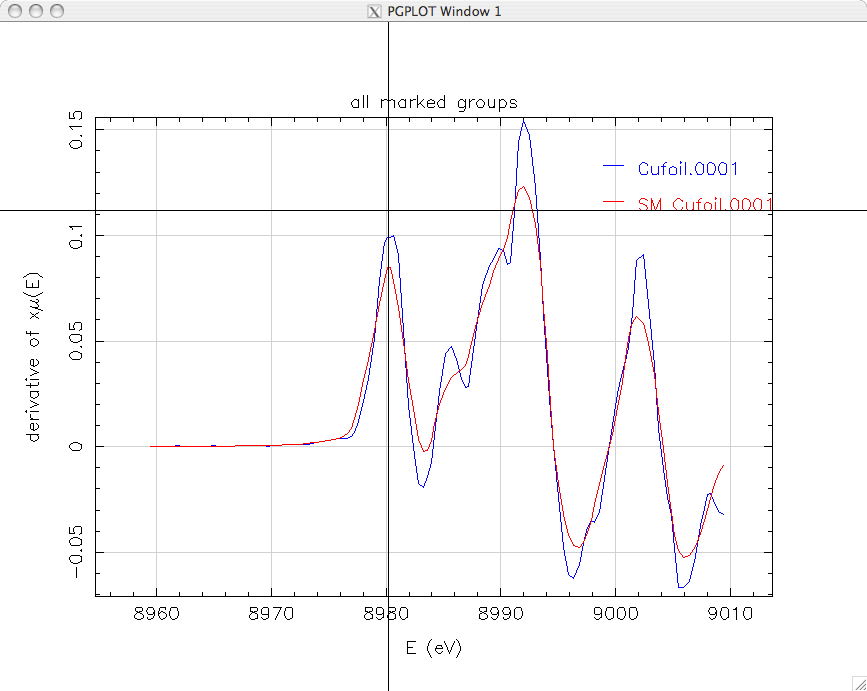 PGPLOT Window 1
all marked groups
Cufoil.0001
SM Cufoil.0001
derivative of xμ(E)
0.15
0.1
0.05
0
−0.05
8960 8970 8980 8990 9000 9010
E (eV)